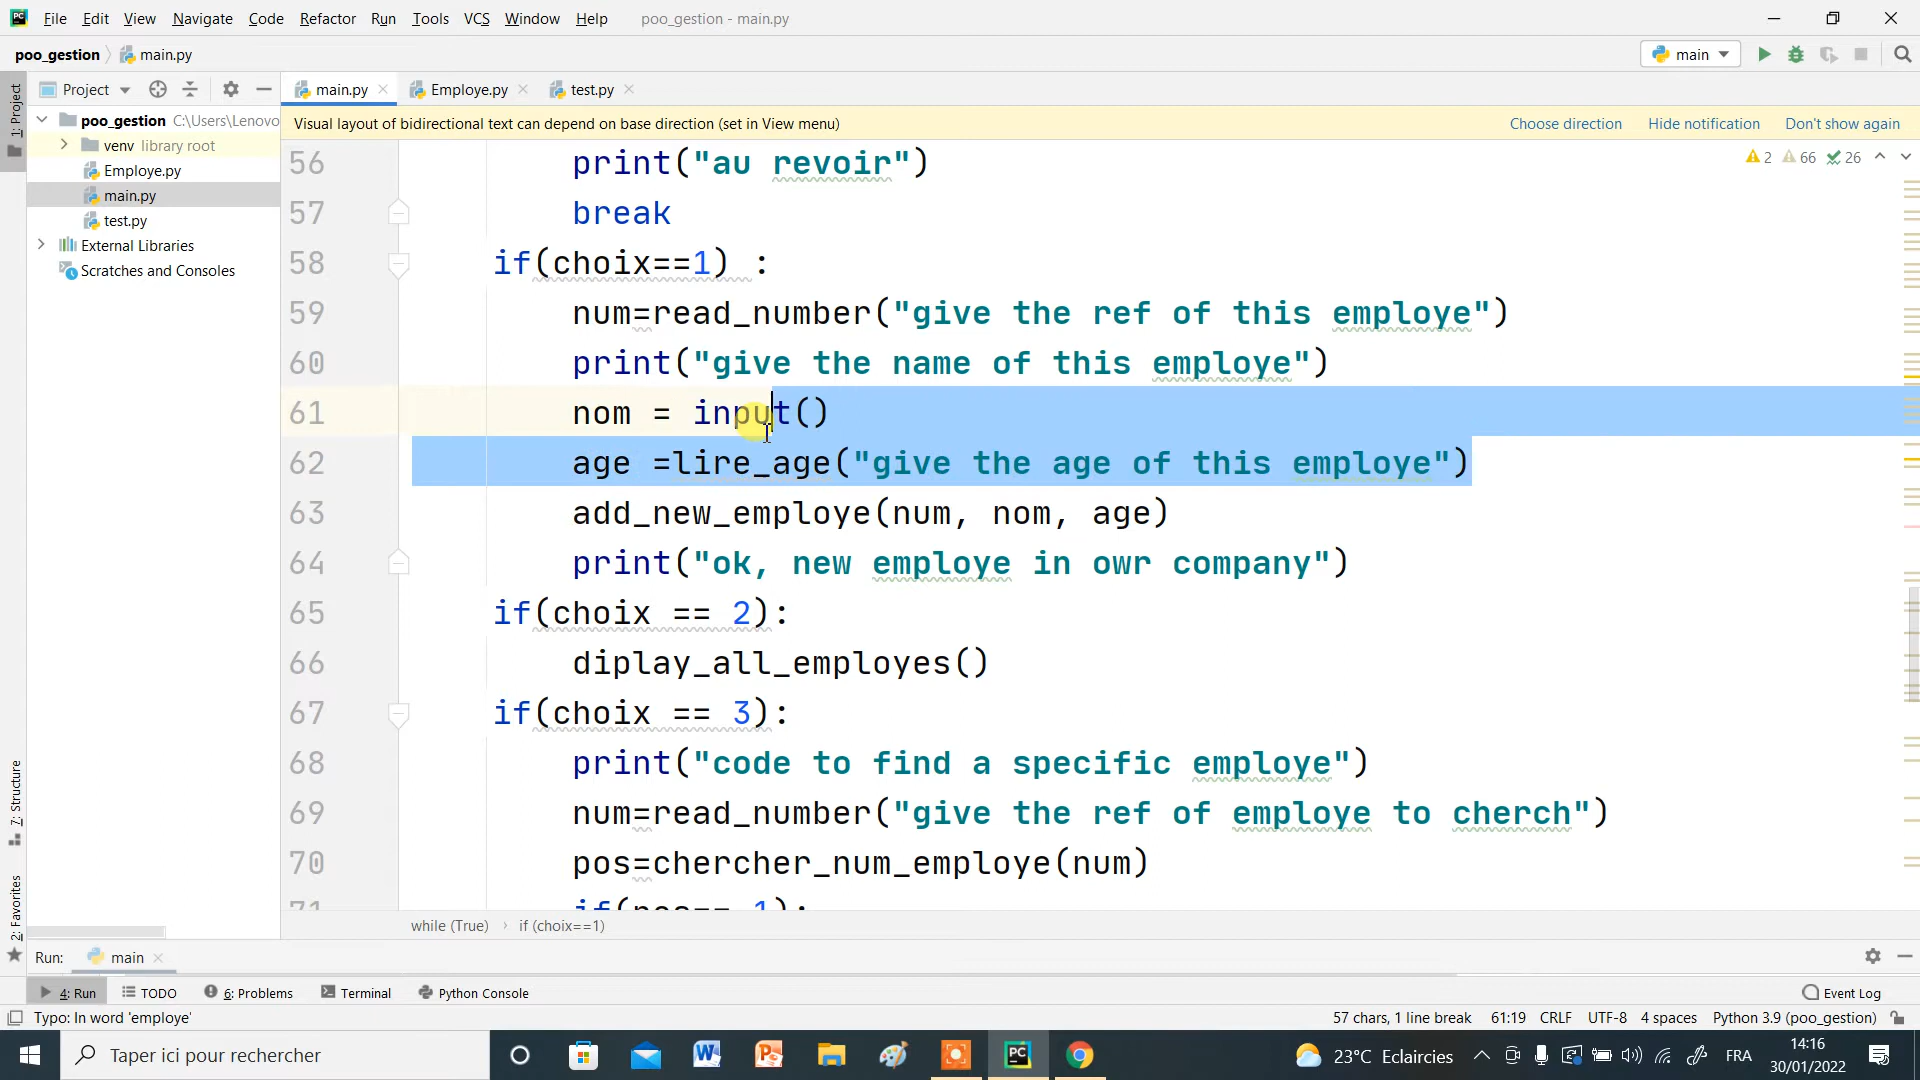 File Edit View Navigate Code Refactor Run Tools VCS Window Help poo_gestion - main.py
poo_gestion main.py main
Project main.py Employe.py test.py
1: Project
poo_gestion C:\Users\Lenovo
venv library root
Employe.py
main.py
test.py
External Libraries
Scratches and Consoles
Visual layout of bidirectional text can depend on base direction (set in View menu) Choose direction Hide notification Don't show again
2 66 26
56 print("au revoir")
57 break
58 if(choix==1) :
59 num=read_number("give the ref of this employe")
60 print("give the name of this employe")
61 nom = input()
62 age =lire_age("give the age of this employe")
63 add_new_employe(num, nom, age)
64 print("ok, new employe in owr company")
65 if(choix == 2):
66 diplay_all_employes()
67 if(choix == 3):
68 print("code to find a specific employe")
69 num=read_number("give the ref of employe to cherch")
70 pos=chercher_num_employe(num)
71
while (True) if (choix==1)
7: Structure
2: Favorites
Run: main
4: Run TODO 6: Problems Terminal Python Console Event Log
Typo: In word 'employe' 57 chars, 1 line break 61:19 CRLF UTF-8 4 spaces Python 3.9 (poo_gestion)
Taper ici pour rechercher 23°C Eclaircies FRA 14:16
30/01/2022